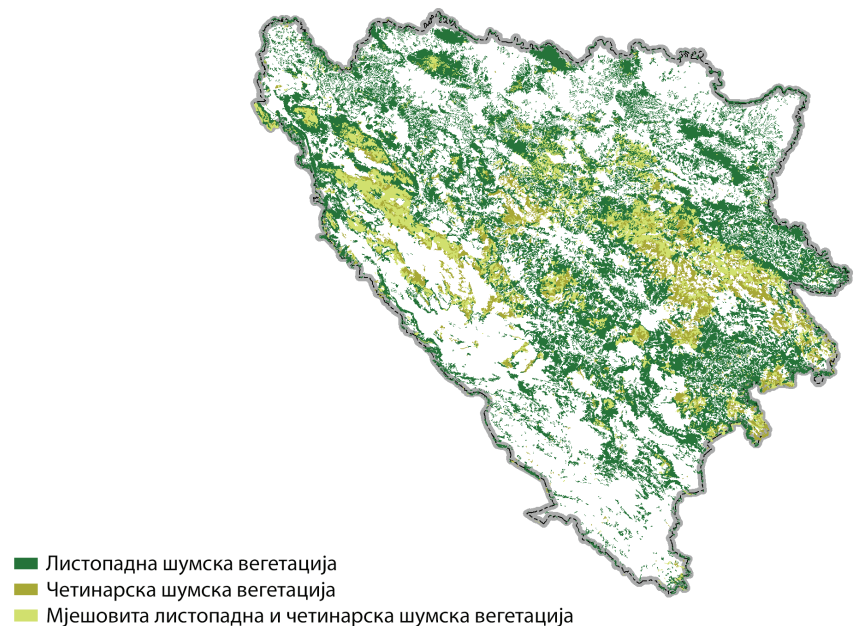 Листопадна шумска вегетација
Четинарска шумска вегетација
Мјешовита листопадна и четинарска шумска вегетација